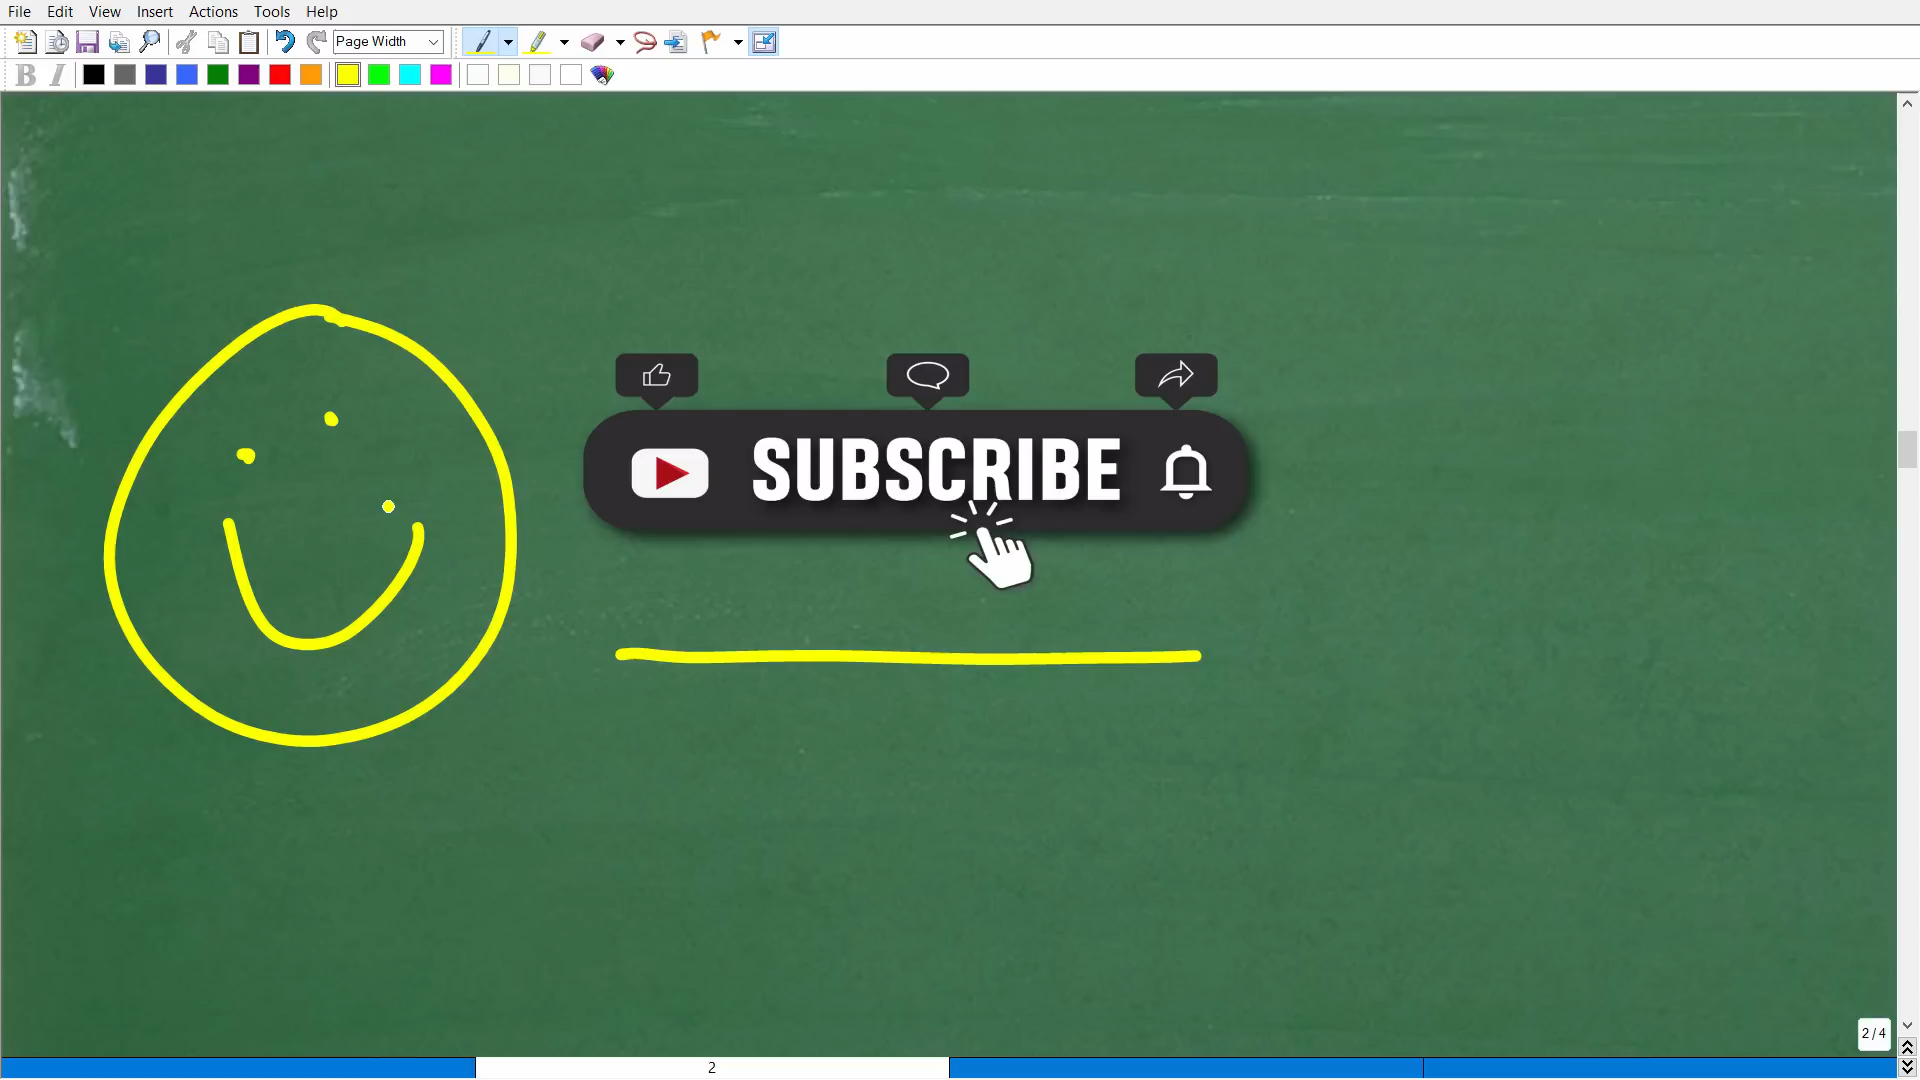 File Edit View Insert Actions Tools Help
Page Width
B I
SUBSCRIBE
2 / 4
2